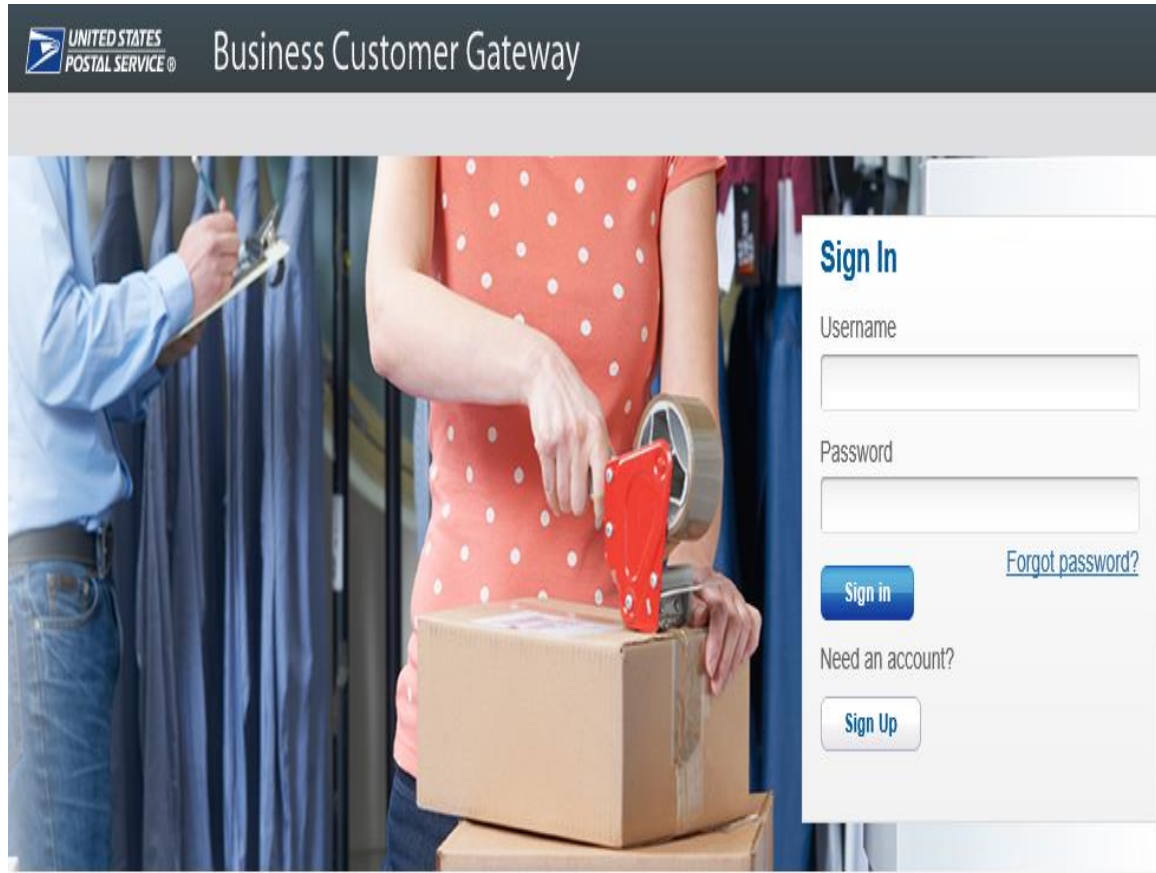 UNITED STATES
POSTAL SERVICE ®
Business Customer Gateway
Sign In
Username
Password
Forgot password?
Sign in
Need an account?
Sign Up